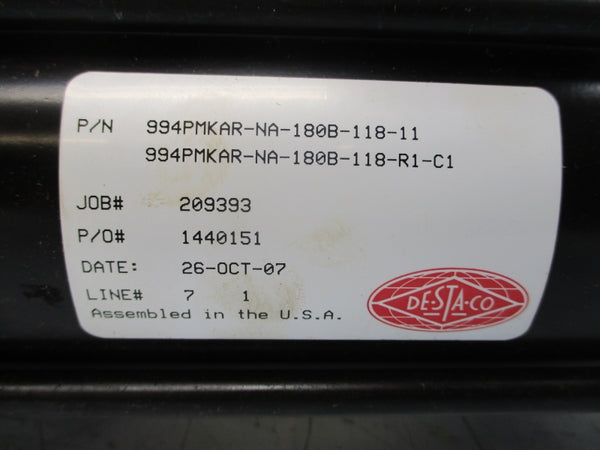 P/N 994PMKAR-NA-180B-118-11
994PMKAR-NA-180B-118-R1-C1
JOB# 209393
P/O# 1440151
DATE: 26-OCT-07
LINE# 7 1
Assembled in the U.S.A.
DE-STA-CO